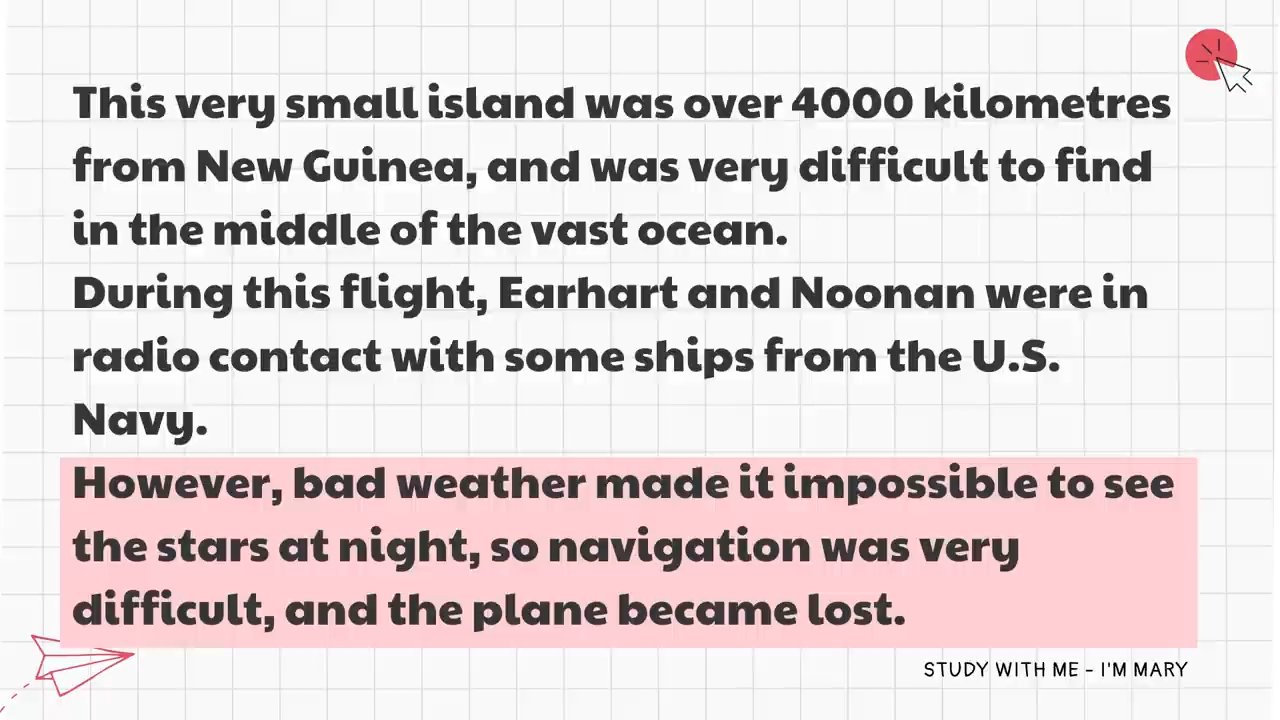 This very small island was over 4000 kilometres
from New Guinea, and was very difficult to find
in the middle of the vast ocean.
During this flight, Earhart and Noonan were in
radio contact with some ships from the U.S.
Navy.
However, bad weather made it impossible to see
the stars at night, so navigation was very
difficult, and the plane became lost.
STUDY WITH ME - I'M MARY